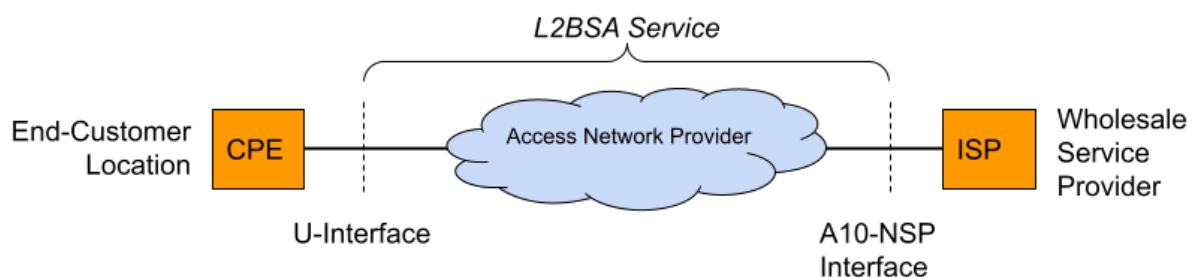 L2BSA Service
End-Customer
Location
CPE
Access Network Provider
ISP
Wholesale
Service
Provider
U-Interface
A10-NSP
Interface